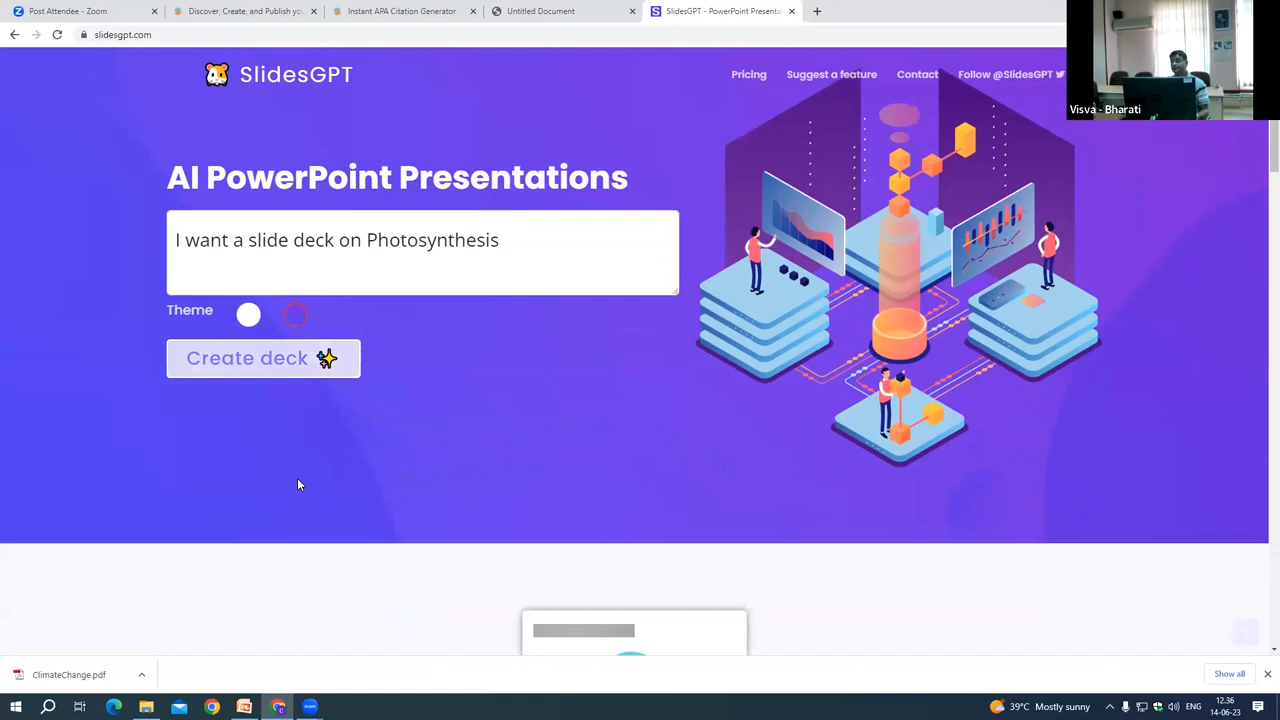 Post Attendee - Zoom
Discover, Create, and Publish yo
Instant APA Citation Generator
Untitled Document
SlidesGPT - PowerPoint Presenta
slidesgpt.com
SlidesGPT
Pricing
Suggest a feature
Contact
Follow @SlidesGPT
Visva - Bharati
AI PowerPoint Presentations
I want a slide deck on Photosynthesis
Theme
Create deck
ClimateChange.pdf
Show all
39°C Mostly sunny
ENG
12.36
14-06-23